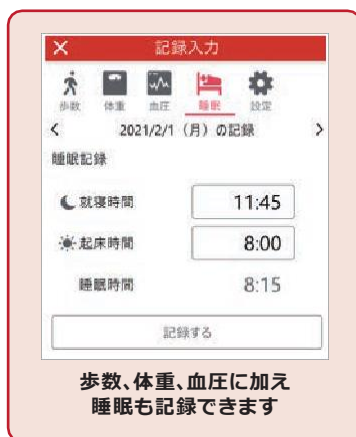 記録入力
歩数 体重 血圧 睡眠 設定
2021/2/1（月）の記録
睡眠記録
就寝時間 11:45
起床時間 8:00
睡眠時間 8:15
記録する
歩数、体重、血圧に加え
睡眠も記録できます